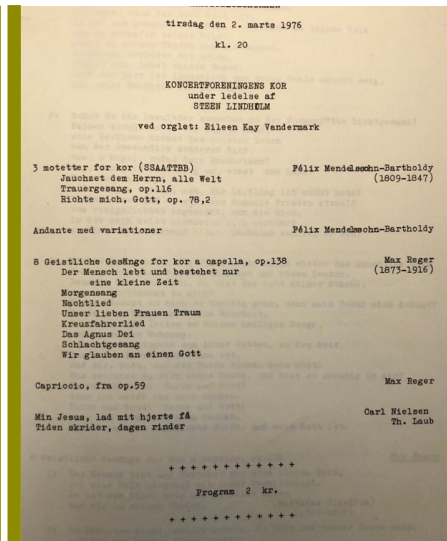 tirsdag den 2. marts 1976
kl. 20
KONCERTFORENINGENS KOR
under ledelse af
STEEN LINDHOLM
ved orglet: Eileen Kay Vandermark
3 motetter for kor (SSAATTBB) Félix Mendelssohn-Bartholdy
Jauchzet dem Herrn, alle Welt (1809-1847)
Trauergesang, op.116
Richte mich, Gott, op. 78,2
Andante med variationer Félix Mendelssohn-Bartholdy
8 Geistliche Gesänge for kor a capella, op.138 Max Reger
Der Mensch lebt und bestehet nur (1873-1916)
eine kleine Zeit
Morgensang
Nachtlied
Unser lieben Frauen Traum
Kreuzfahrerlied
Das Agnus Dei
Schlachtgesang
Wir glauben an einen Gott
Capriccio, fra op.59 Max Reger
Min Jesus, lad mit hjerte få Carl Nielsen
Tiden skrider, dagen rinder Th. Laub
+ + + + + + + + + + + +
Program 2 kr.
+ + + + + + + + + + + +